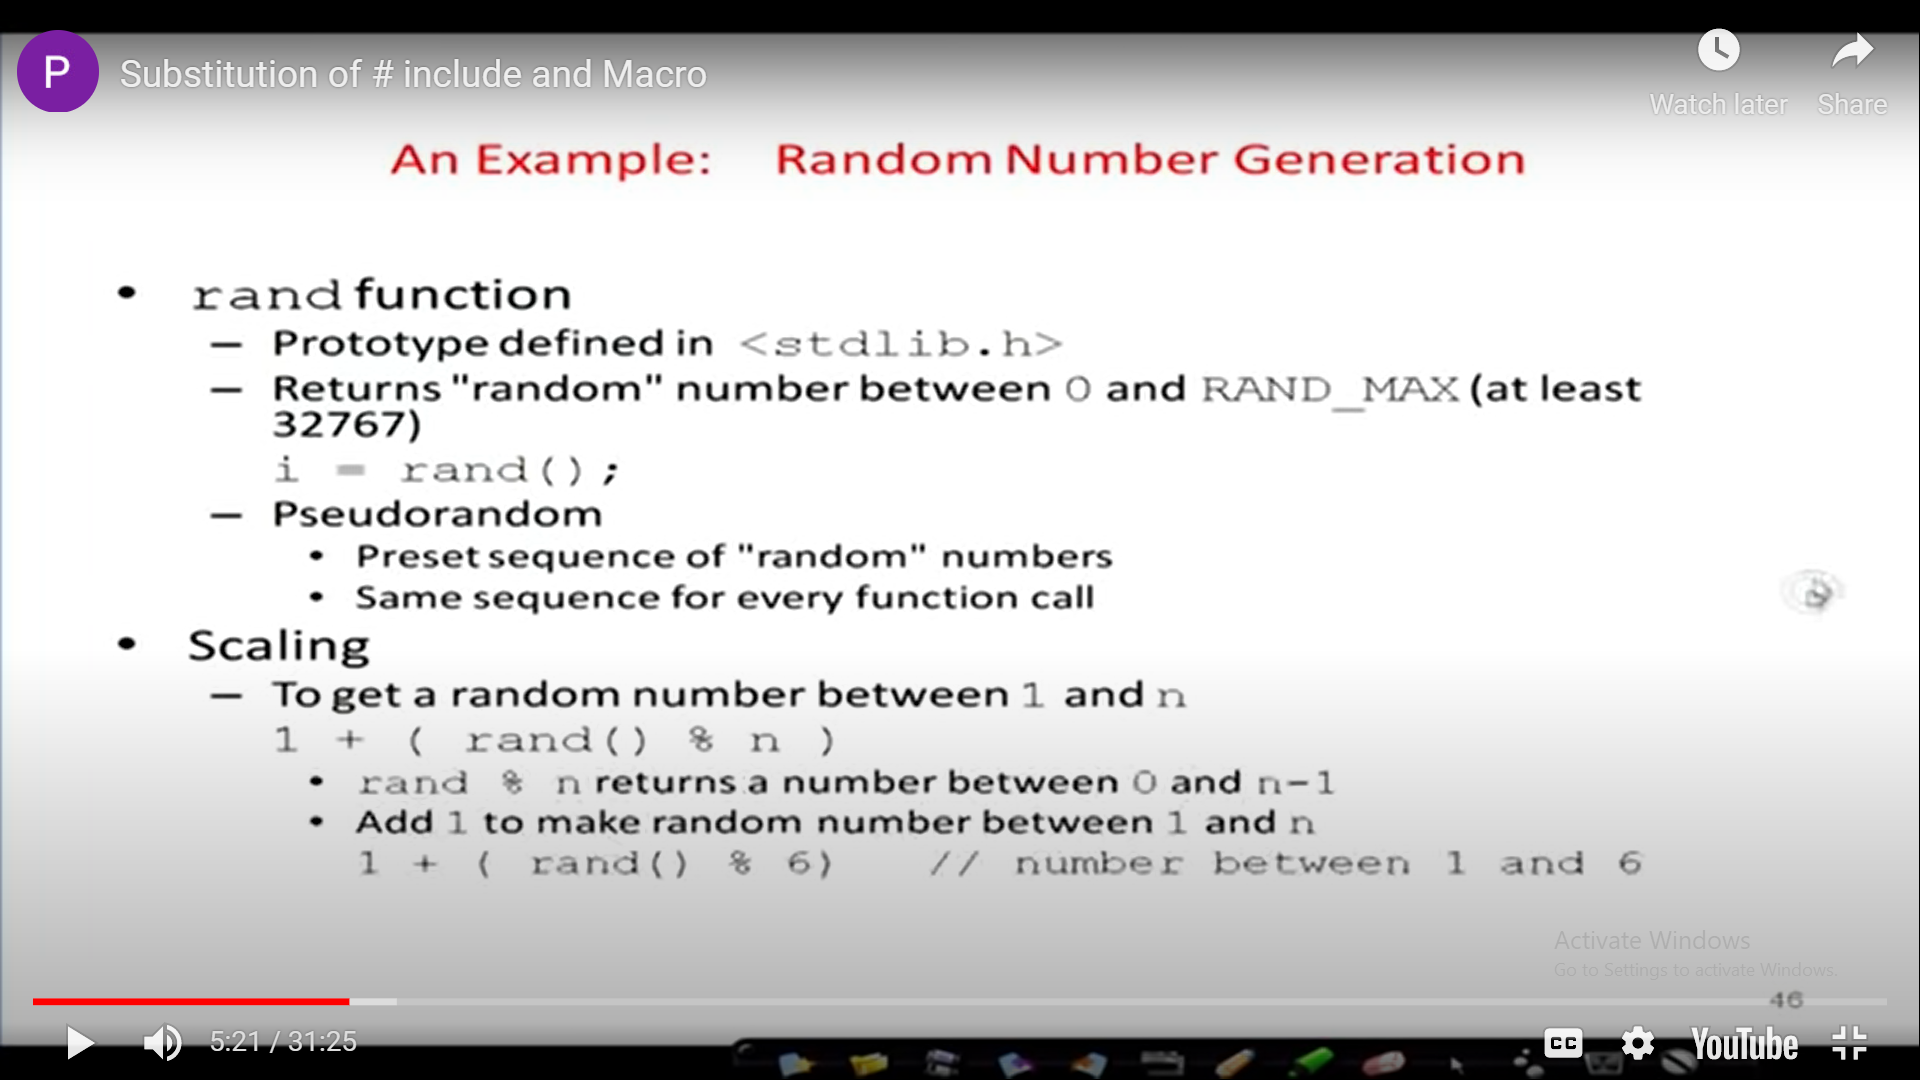 P
Substitution of # include and Macro
Watch later
Share
An Example: Random Number Generation
• rand function
– Prototype defined in <stdlib.h>
– Returns "random" number between 0 and RAND_MAX (at least
32767)
i = rand();
– Pseudorandom
• Preset sequence of "random" numbers
• Same sequence for every function call
• Scaling
– To get a random number between 1 and n
1 + ( rand() % n )
• rand % n returns a number between 0 and n-1
• Add 1 to make random number between 1 and n
1 + ( rand() % 6) // number between 1 and 6
Activate Windows
Go to Settings to activate Windows.
46
5:21 / 31:25
CC
YouTube